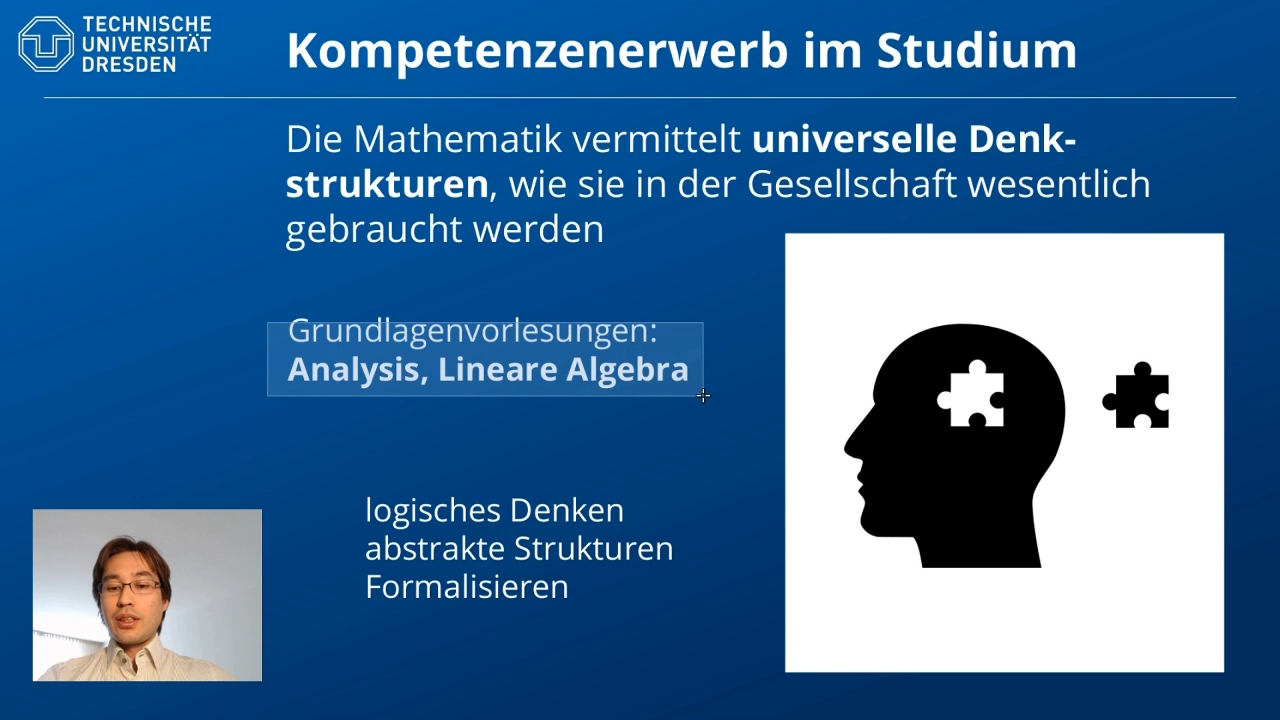 TECHNISCHE
UNIVERSITÄT
DRESDEN
Kompetenzenerwerb im Studium
Die Mathematik vermittelt universelle Denk-
strukturen, wie sie in der Gesellschaft wesentlich
gebraucht werden
Grundlagenvorlesungen:
Analysis, Lineare Algebra
logisches Denken
abstrakte Strukturen
Formalisieren